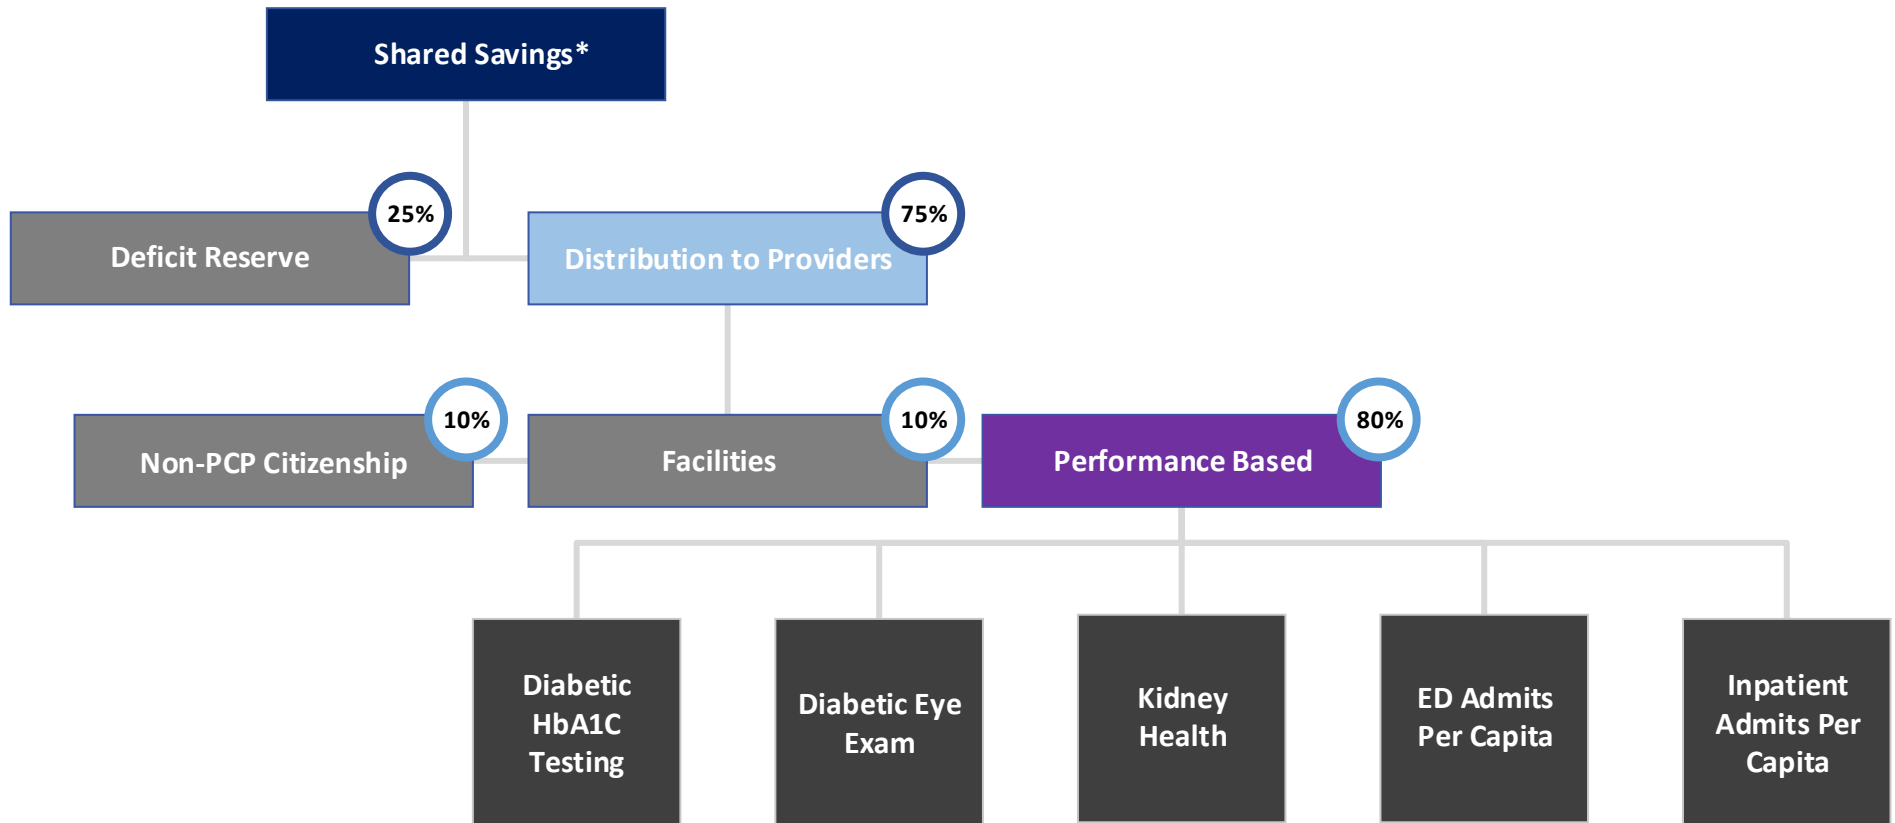 Shared Savings*
25%
75%
Deficit Reserve
Distribution to Providers
10%
10%
80%
Non-PCP Citizenship
Facilities
Performance Based
Diabetic
HbA1C
Testing
Diabetic Eye
Exam
Kidney
Health
ED Admits
Per Capita
Inpatient
Admits Per
Capita